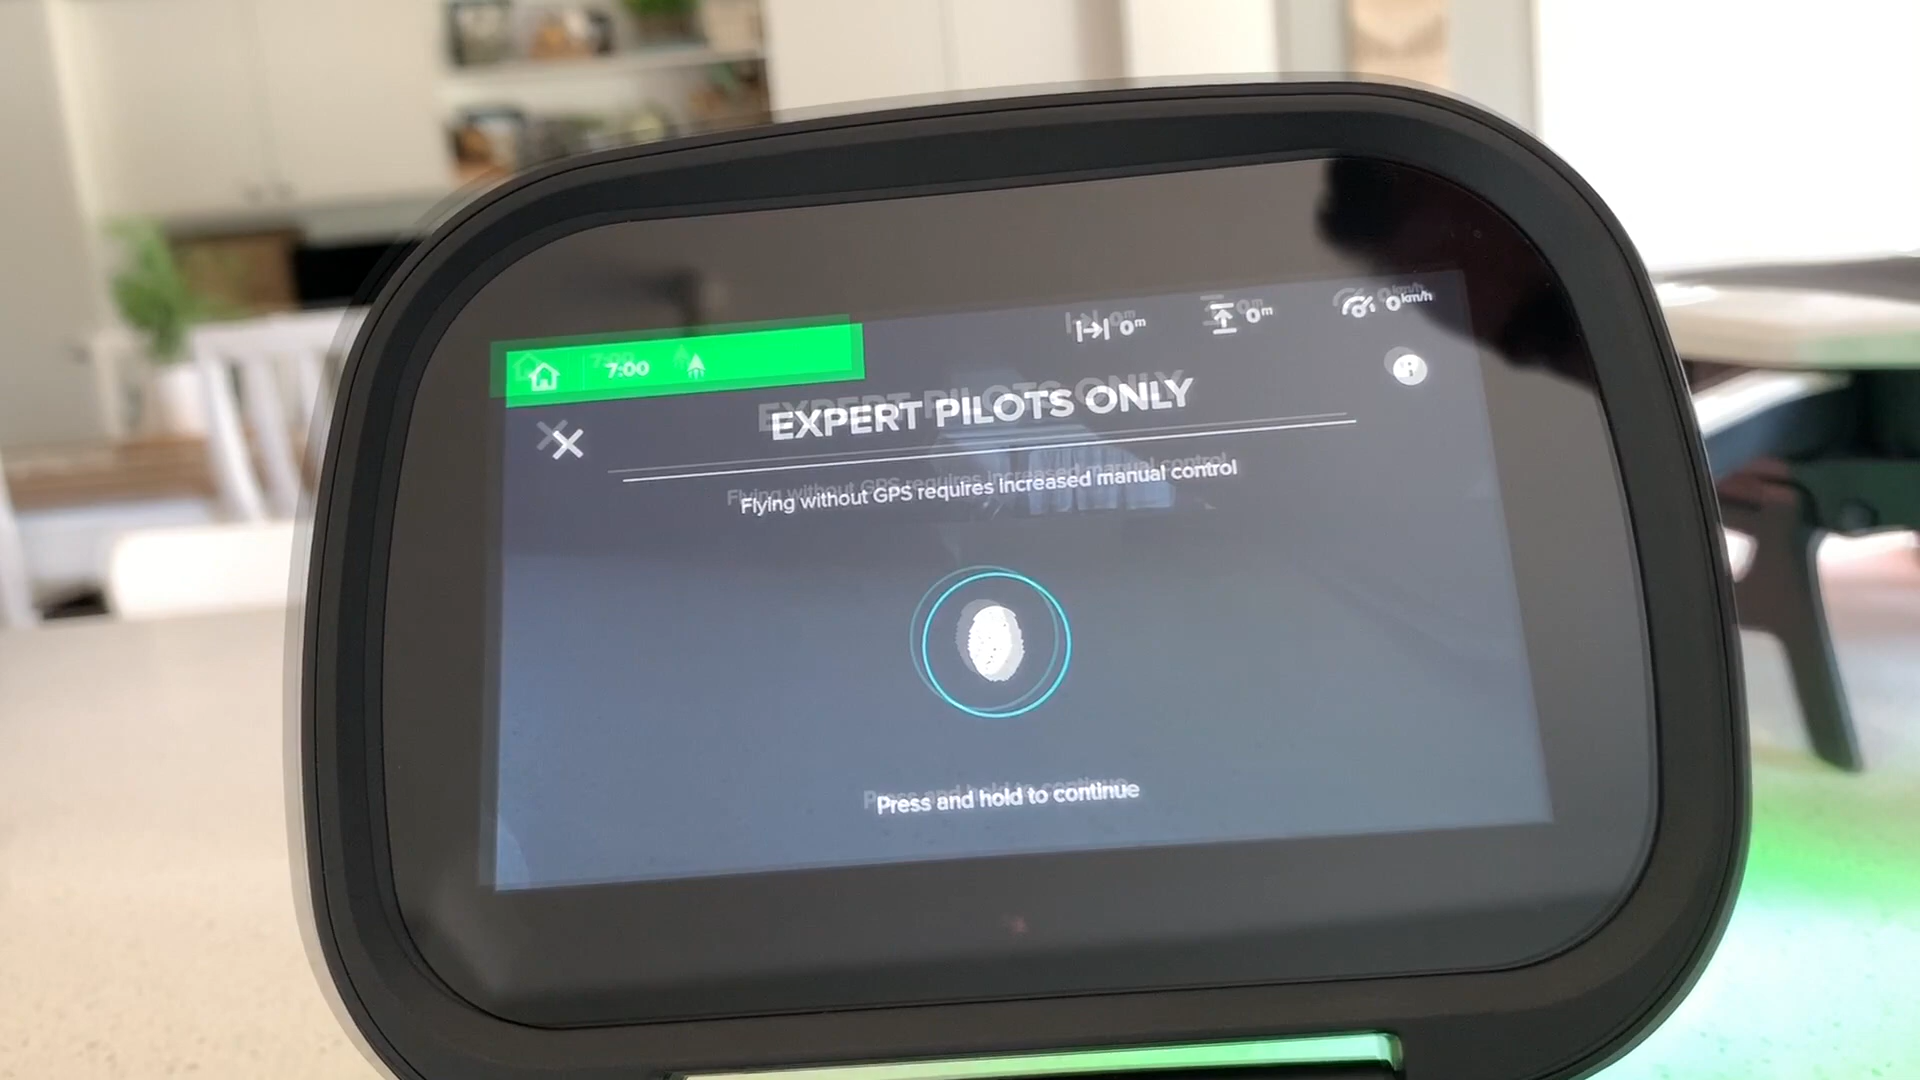 7:00
0m
0m
0km/h
EXPERT PILOTS ONLY
Flying without GPS requires increased manual control
Press and hold to continue